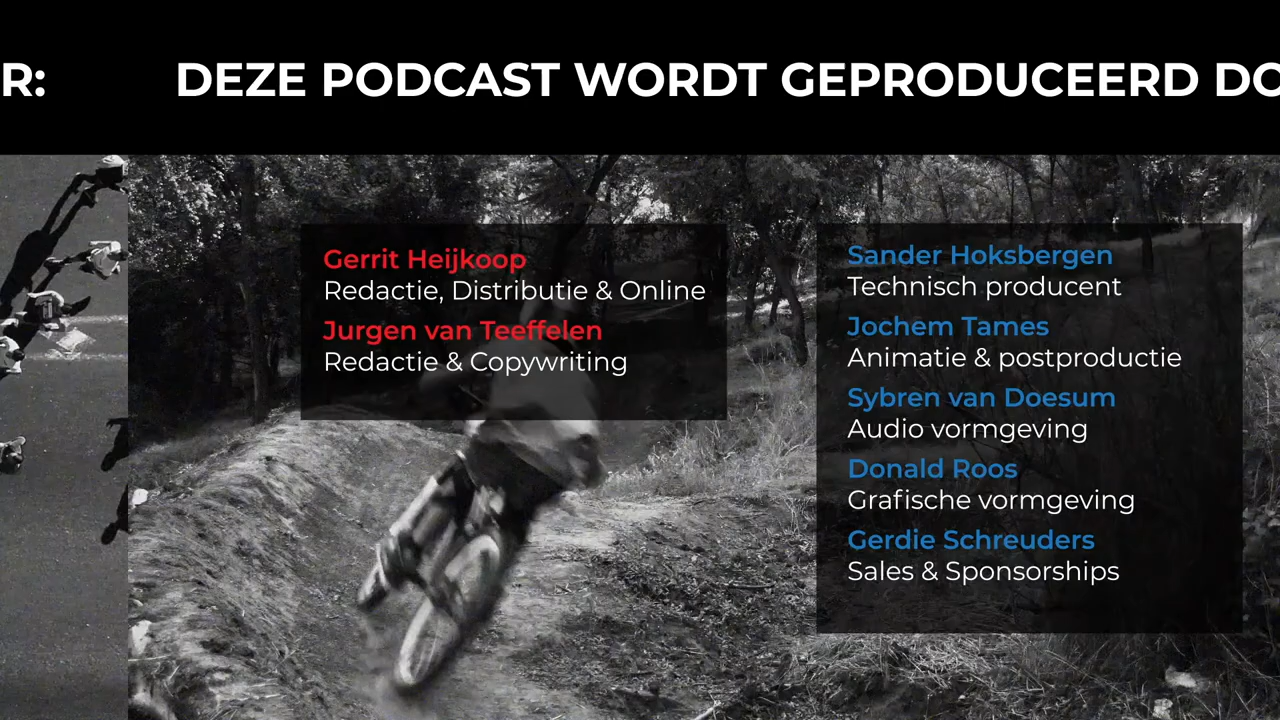 R: DEZE PODCAST WORDT GEPRODUCEERD DO
Gerrit Heijkoop
Redactie, Distributie & Online
Jurgen van Teeffelen
Redactie & Copywriting
Sander Hoksbergen
Technisch producent
Jochem Tames
Animatie & postproductie
Sybren van Doesum
Audio vormgeving
Donald Roos
Grafische vormgeving
Gerdie Schreuders
Sales & Sponsorships